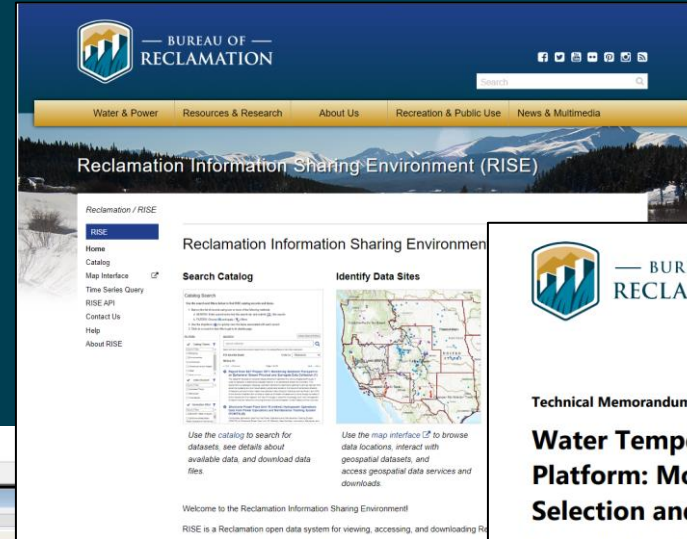 BUREAU OF
RECLAMATION
Search
Water & Power
Resources & Research
About Us
Recreation & Public Use
News & Multimedia
Reclamation Information Sharing Environment (RISE)
Reclamation / RISE
RISE
Home
Catalog
Map Interface
Time Series Query
RISE API
Contact Us
Help
About RISE
Reclamation Information Sharing Environmen
Search Catalog
Identify Data Sites
Catalog Search
Use the catalog to search for
datasets, see details about
available data, and download data
files.
Use the map interface to browse
data locations, interact with
geospatial datasets, and
access geospatial data services and
downloads.
Welcome to the Reclamation Information Sharing Environment!
RISE is a Reclamation open data system for viewing, accessing, and downloading Re
BUR
RECLA
Technical Memorandum
Water Tempe
Platform: Mo
Selection and